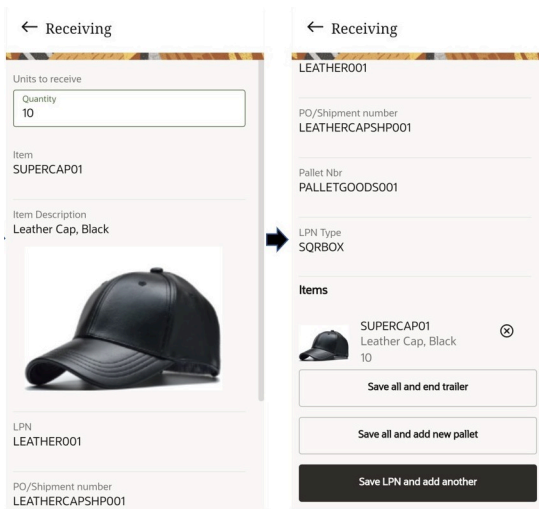 Receiving
Units to receive
Quantity
10
Item
SUPERCAP01
Item Description
Leather Cap, Black
LPN
LEATHER001
PO/Shipment number
LEATHERCAPSHP001
Receiving
LEATHER001
PO/Shipment number
LEATHERCAPSHP001
Pallet Nbr
PALLETGOODS001
LPN Type
SQRBOX
Items
SUPERCAP01
Leather Cap, Black
10
Save all and end trailer
Save all and add new pallet
Save LPN and add another